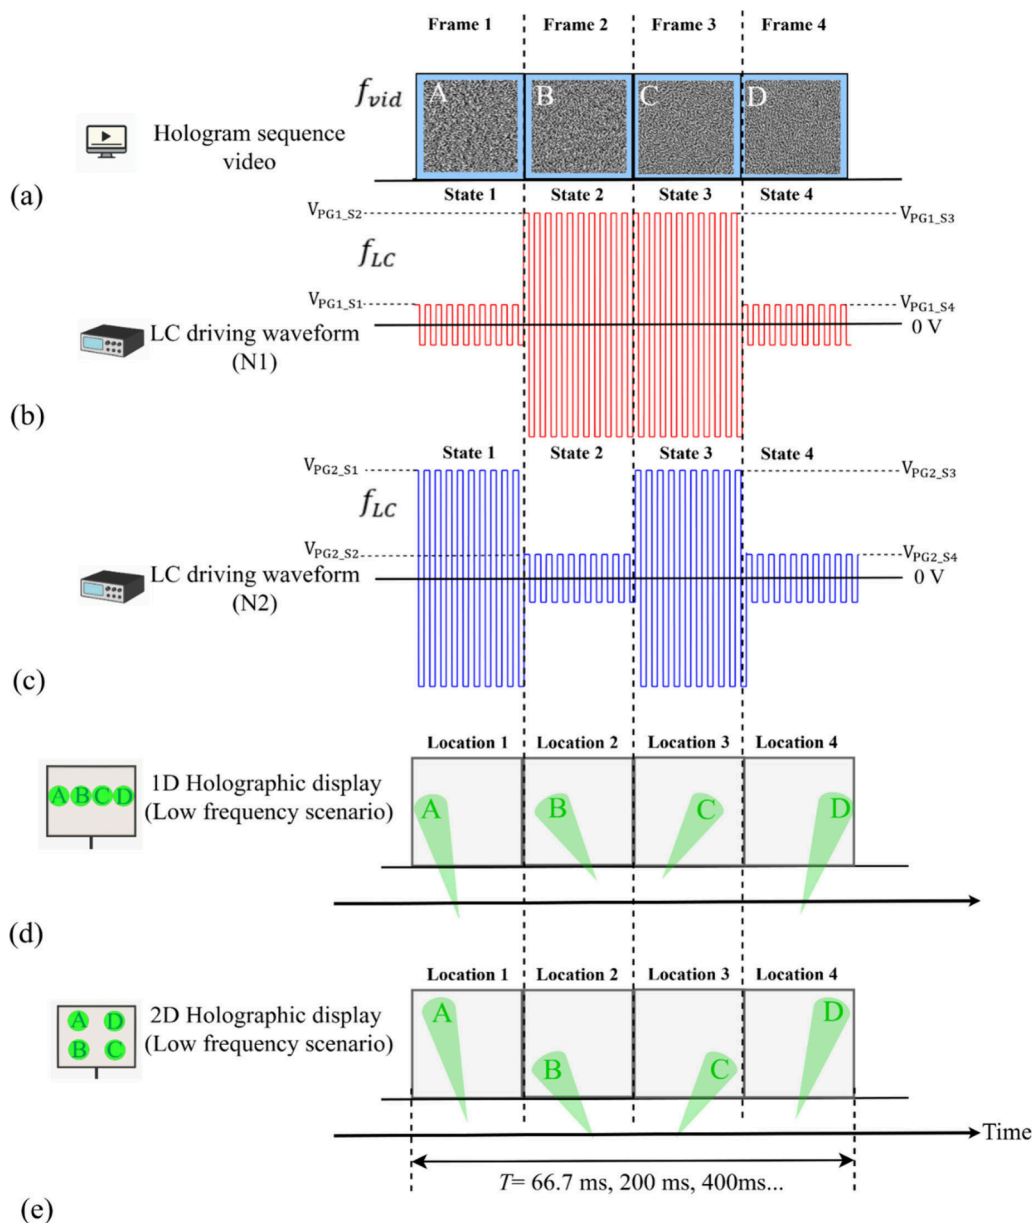 Frame 1 Frame 2 Frame 3 Frame 4
f_vid
A B C D
Hologram sequence
video
(a)
State 1 State 2 State 3 State 4
V_PG1_S2 V_PG1_S3
f_LC
V_PG1_S1 V_PG1_S4
0 V
LC driving waveform
(N1)
(b)
State 1 State 2 State 3 State 4
V_PG2_S1 V_PG2_S3
f_LC
V_PG2_S2 V_PG2_S4
0 V
LC driving waveform
(N2)
(c)
Location 1 Location 2 Location 3 Location 4
A B C D
1D Holographic display
(Low frequency scenario)
A B C D
(d)
Location 1 Location 2 Location 3 Location 4
A D
B C
2D Holographic display
(Low frequency scenario)
A B C D
Time
T= 66.7 ms, 200 ms, 400ms...
(e)